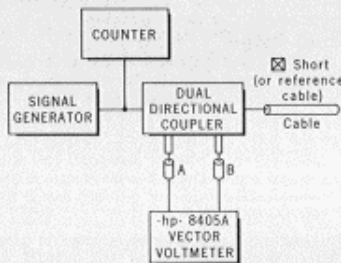 COUNTER
SIGNAL
GENERATOR
DUAL
DIRECTIONAL
COUPLER
Short
(or reference
cable)
Cable
A
B
-hp- 8405A
VECTOR
VOLTMETER